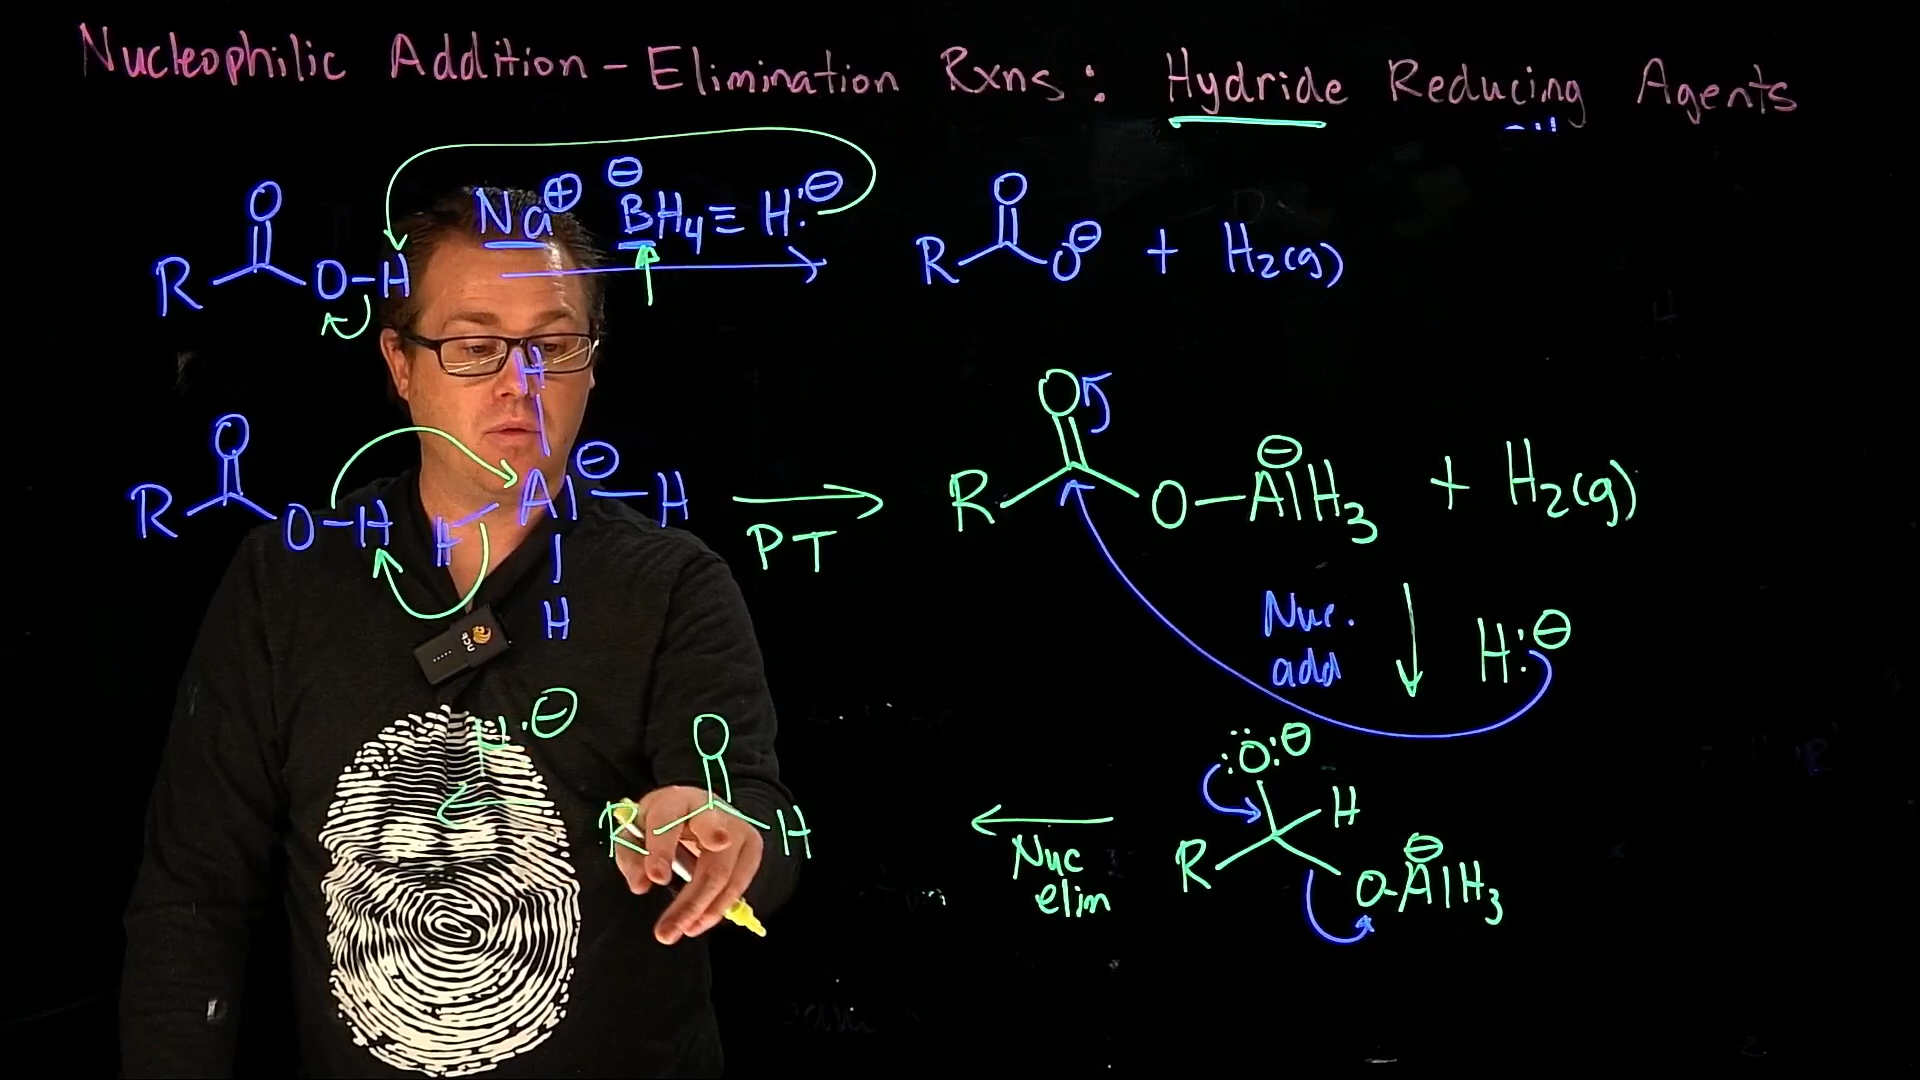 Nucleophilic Addition – Elimination Rxns: Hydride Reducing Agents
O
R O-H
Na⊕ ⊖BH4 ≡ H:⊖
O
R O⊖ + H2(g)
O
R O-H
H
H Al⊖ - H
H
PT
O
R O-AlH3⊖ + H2(g)
Nuc. add
H:⊖
:Ö:⊖
R H
O-AlH3⊖
Nuc elim
O
R H
H:⊖
UCF